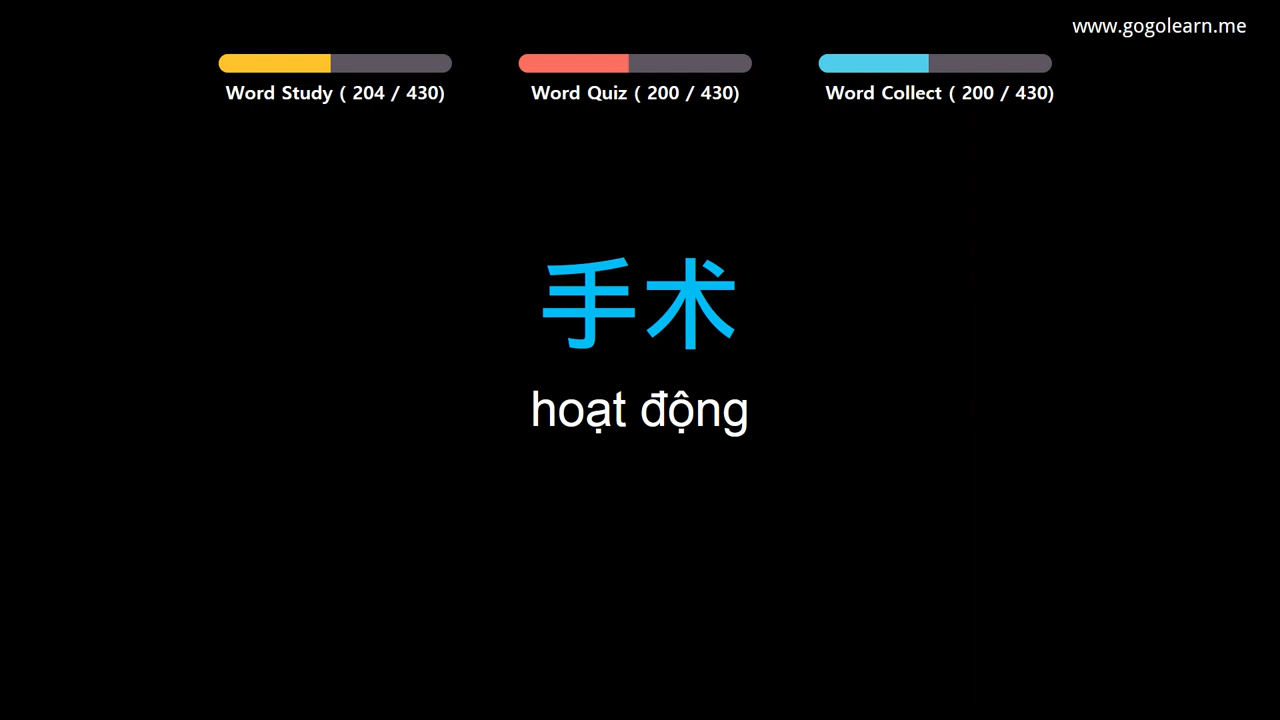 www.gogolearn.me
Word Study ( 204 / 430)
Word Quiz ( 200 / 430)
Word Collect ( 200 / 430)
手术
hoạt động